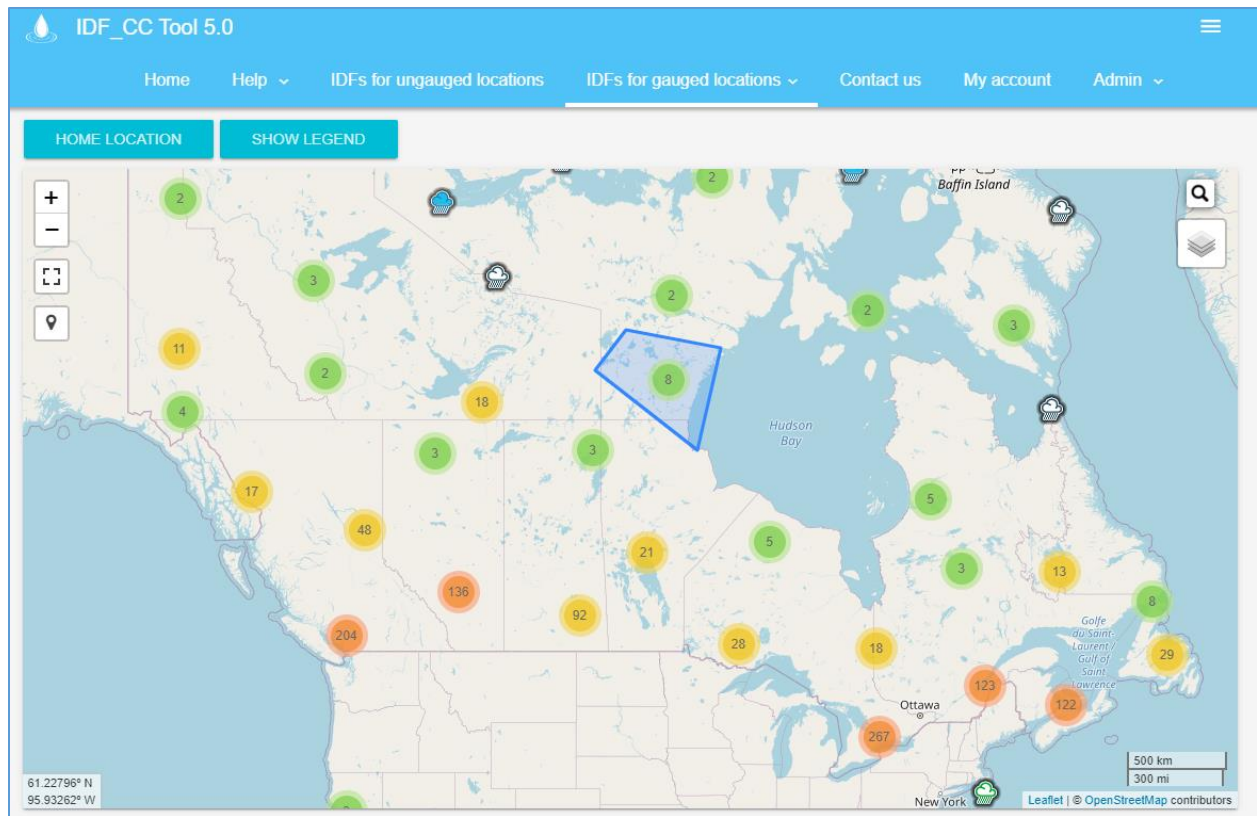 IDF_CC Tool 5.0
Home Help IDFs for ungauged locations IDFs for gauged locations Contact us My account Admin
HOME LOCATION SHOW LEGEND
2
2
Baffin Island
+
−
3
2
2
3
11
2
8
4
18
Hudson
Bay
3
3
17
5
48
5
21
3
13
136
92
8
204
28
18
Golfe
du Saint-
Laurent /
Gulf of
Saint
Lawrence
29
123
122
Ottawa
267
500 km
300 mi
61.22796° N
95.93262° W
New York
Leaflet | © OpenStreetMap contributors